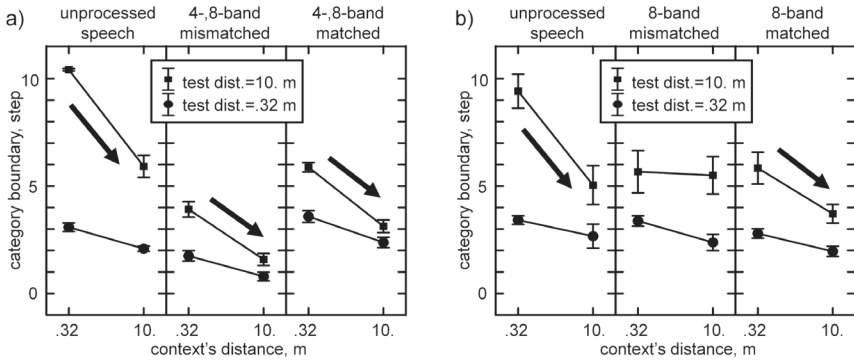 a)
unprocessed speech
4-,8-band mismatched
4-,8-band matched
test dist.=10. m
test dist.=.32 m
category boundary, step
10
5
0
.32 10. .32 10. .32 10.
context's distance, m
b)
unprocessed speech
8-band mismatched
8-band matched
test dist.=10. m
test dist.=.32 m
category boundary, step
10
5
0
.32 10. .32 10. .32 10.
context's distance, m